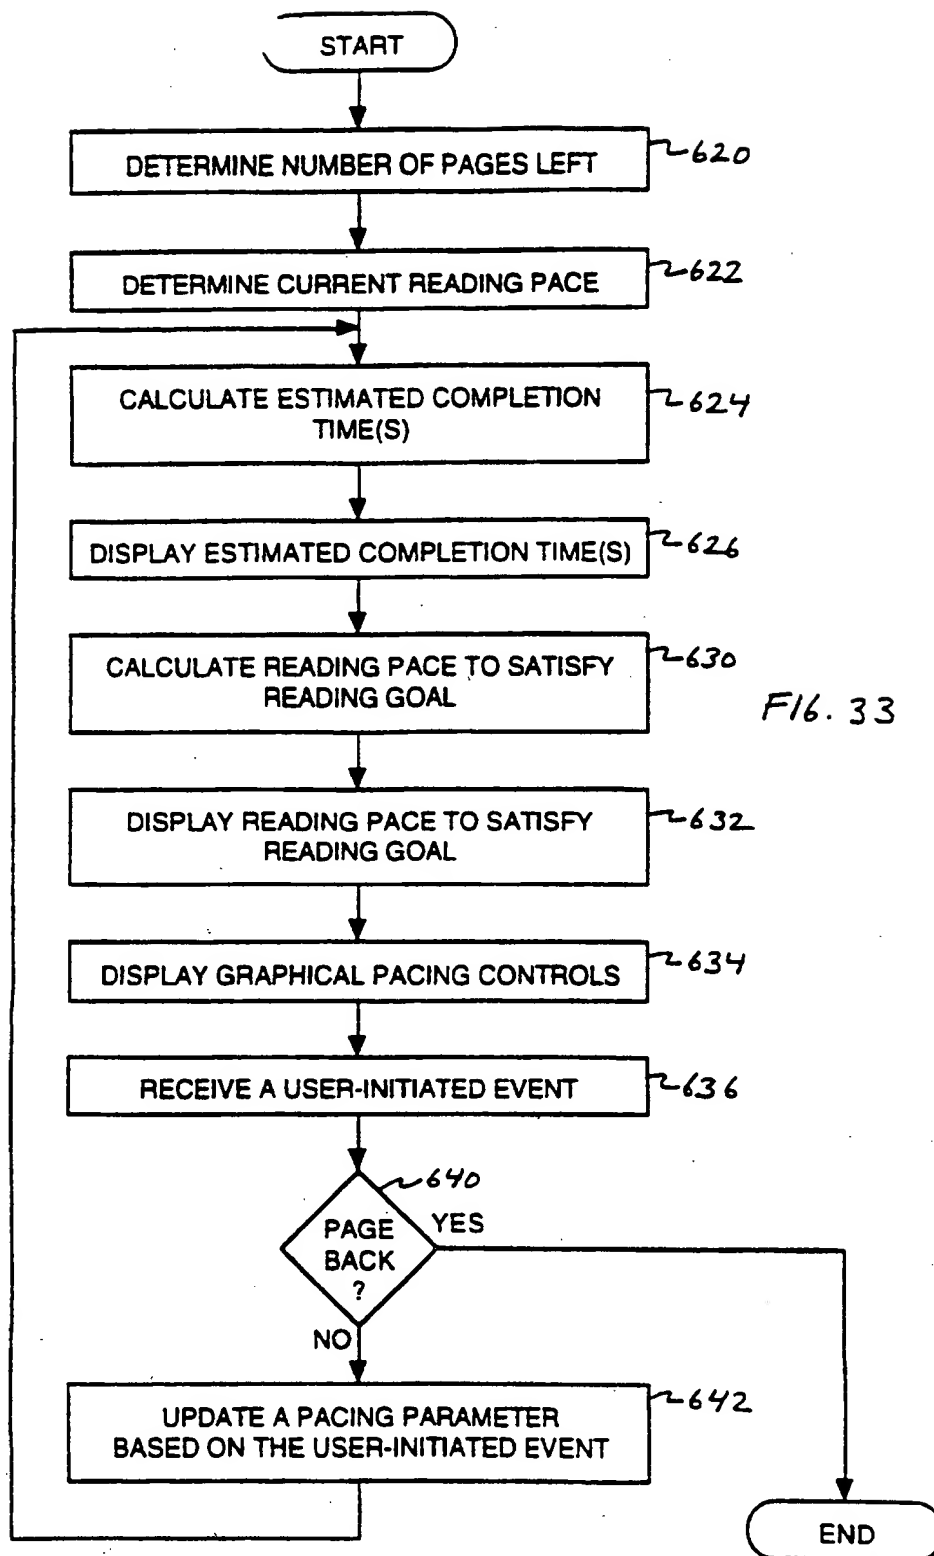 START
DETERMINE NUMBER OF PAGES LEFT
620
DETERMINE CURRENT READING PACE
622
CALCULATE ESTIMATED COMPLETION
TIME(S)
624
DISPLAY ESTIMATED COMPLETION TIME(S)
626
CALCULATE READING PACE TO SATISFY
READING GOAL
630
FIG. 33
DISPLAY READING PACE TO SATISFY
READING GOAL
632
DISPLAY GRAPHICAL PACING CONTROLS
634
RECEIVE A USER-INITIATED EVENT
636
640
PAGE
BACK
?
YES
NO
UPDATE A PACING PARAMETER
BASED ON THE USER-INITIATED EVENT
642
END